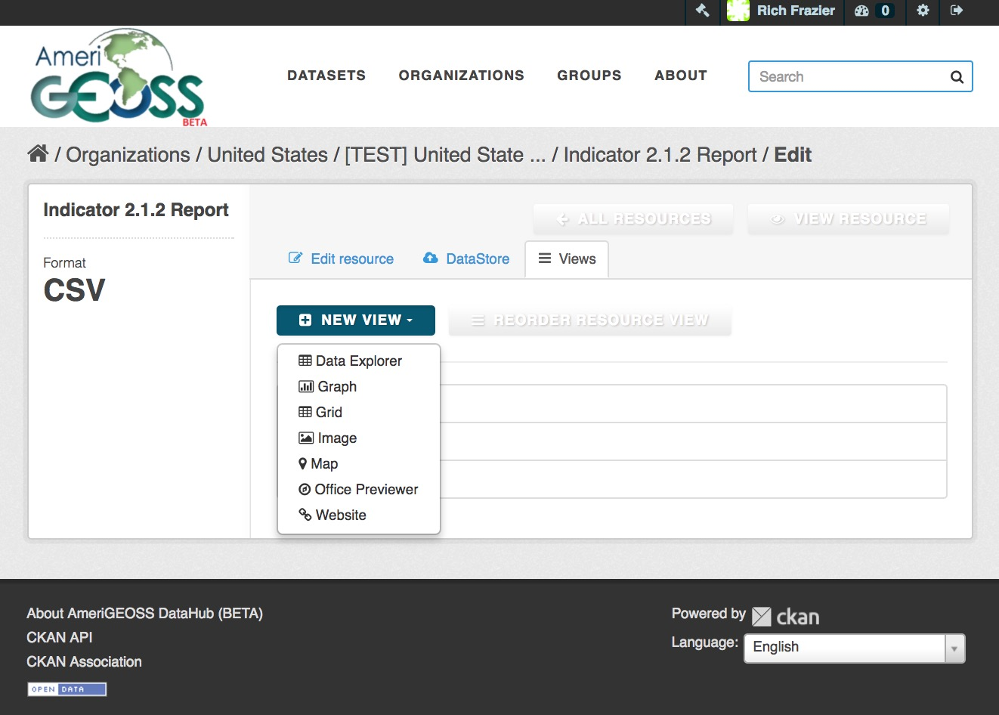 Rich Frazier 0
Ameri
GEOSS
BETA
DATASETS ORGANIZATIONS GROUPS ABOUT Search
/ Organizations / United States / [TEST] United State ... / Indicator 2.1.2 Report / Edit
Indicator 2.1.2 Report
Format
CSV
ALL RESOURCES VIEW RESOURCE
Edit resource DataStore Views
NEW VIEW REORDER RESOURCE VIEW
Data Explorer
Graph
Grid
Image
Map
Office Previewer
Website
About AmeriGEOSS DataHub (BETA)
CKAN API
CKAN Association
OPEN DATA
Powered by ckan
Language: English